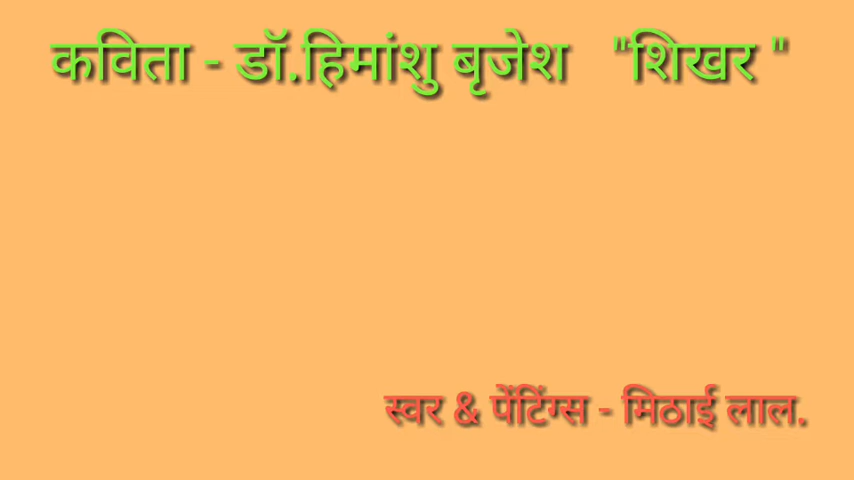 कविता - डॉ.हिमांशु बृजेश "शिखर "
स्वर & पेंटिंग्स - मिठाई लाल.